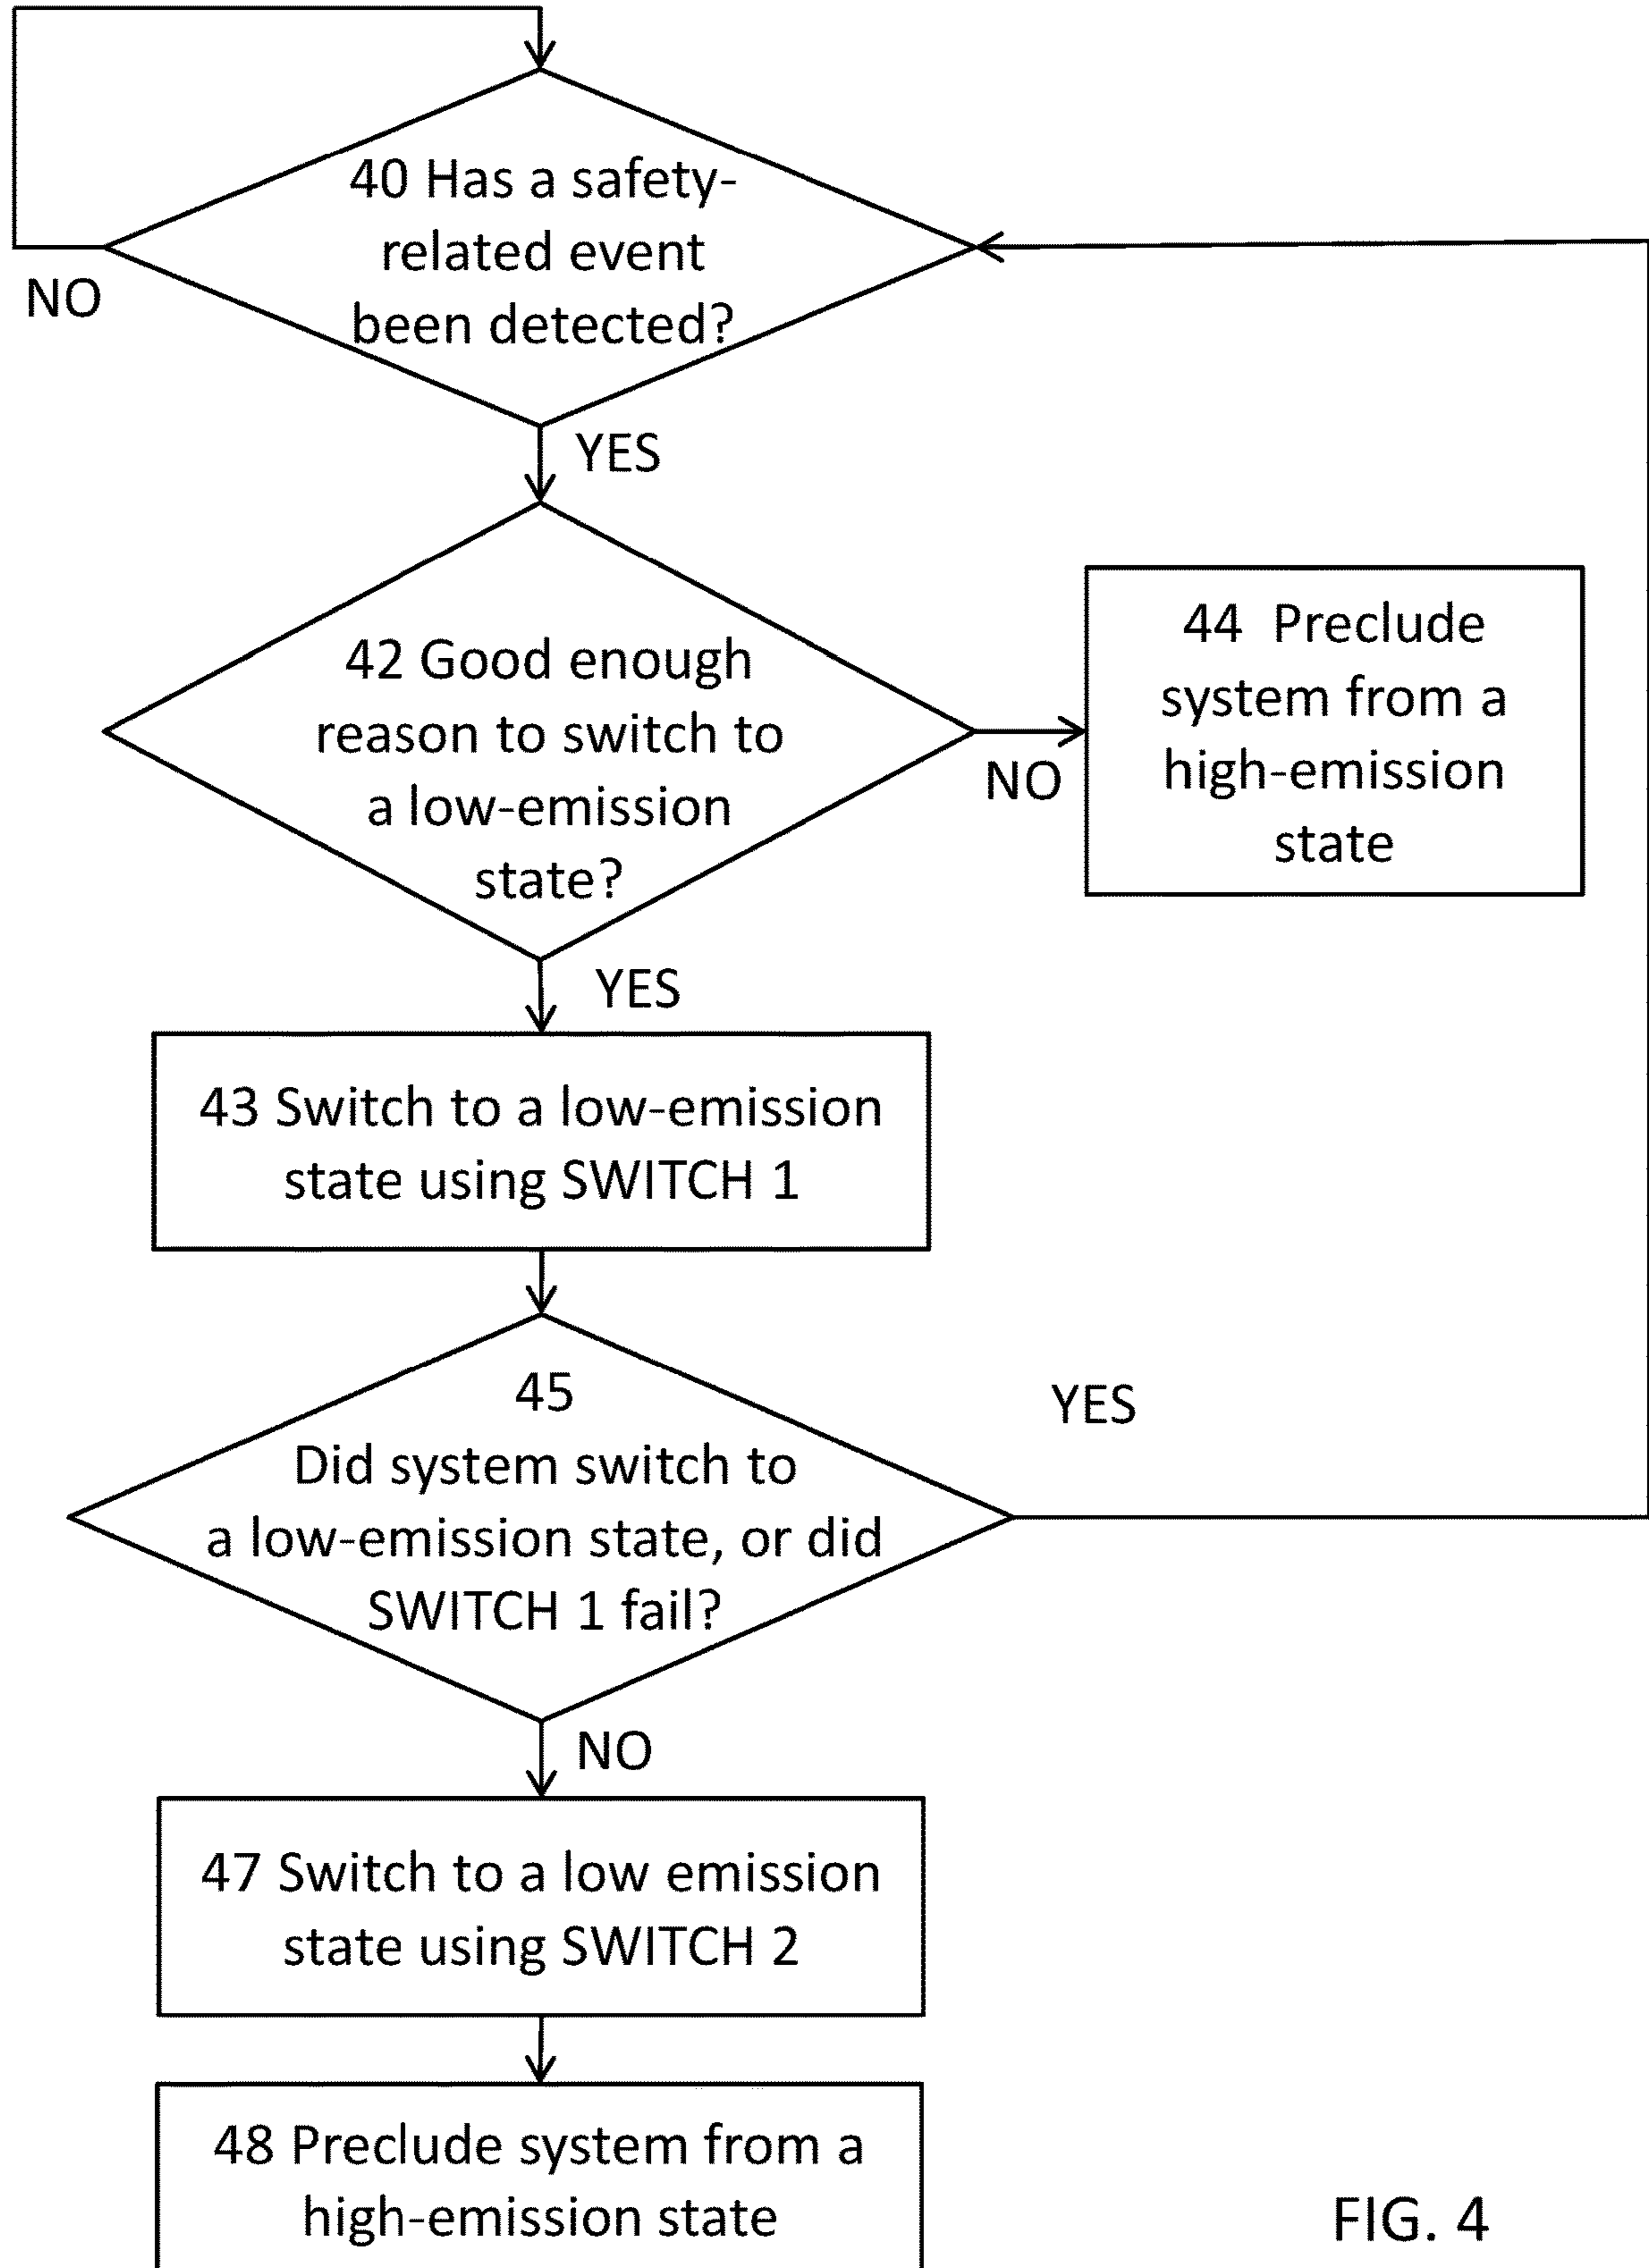 40 Has a safety-
related event
been detected?
NO
YES
42 Good enough
reason to switch to
a low-emission
state?
NO
44 Preclude
system from a
high-emission
state
YES
43 Switch to a low-emission
state using SWITCH 1
45
Did system switch to
a low-emission state, or did
SWITCH 1 fail?
YES
NO
47 Switch to a low emission
state using SWITCH 2
48 Preclude system from a
high-emission state
FIG. 4